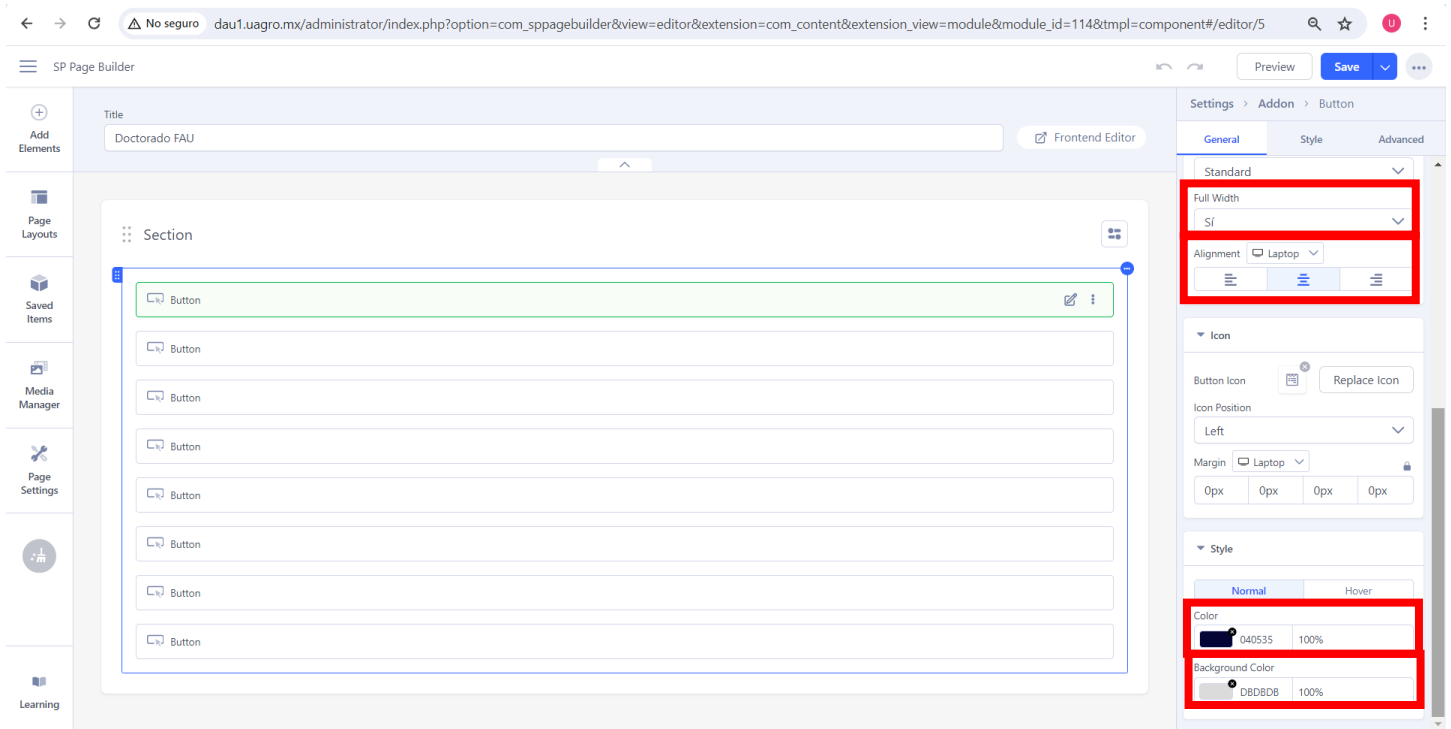 No seguro
dau1.uagro.mx/administrator/index.php?option=com_sppagebuilder&view=editor&extension=com_content&extension_view=module&module_id=114&tmpl=component#/editor/5
U
SP Page Builder
Preview
Save
Add
Elements
Page
Layouts
Saved
Items
Media
Manager
Page
Settings
Learning
Title
Doctorado FAU
Frontend Editor
Section
Button
Button
Button
Button
Button
Button
Button
Button
Settings > Addon > Button
General Style Advanced
Standard
Full Width
Sí
Alignment Laptop
Icon
Button Icon Replace Icon
Icon Position
Left
Margin Laptop
0px 0px 0px 0px
Style
Normal Hover
Color
040535 100%
Background Color
DBDBDB 100%